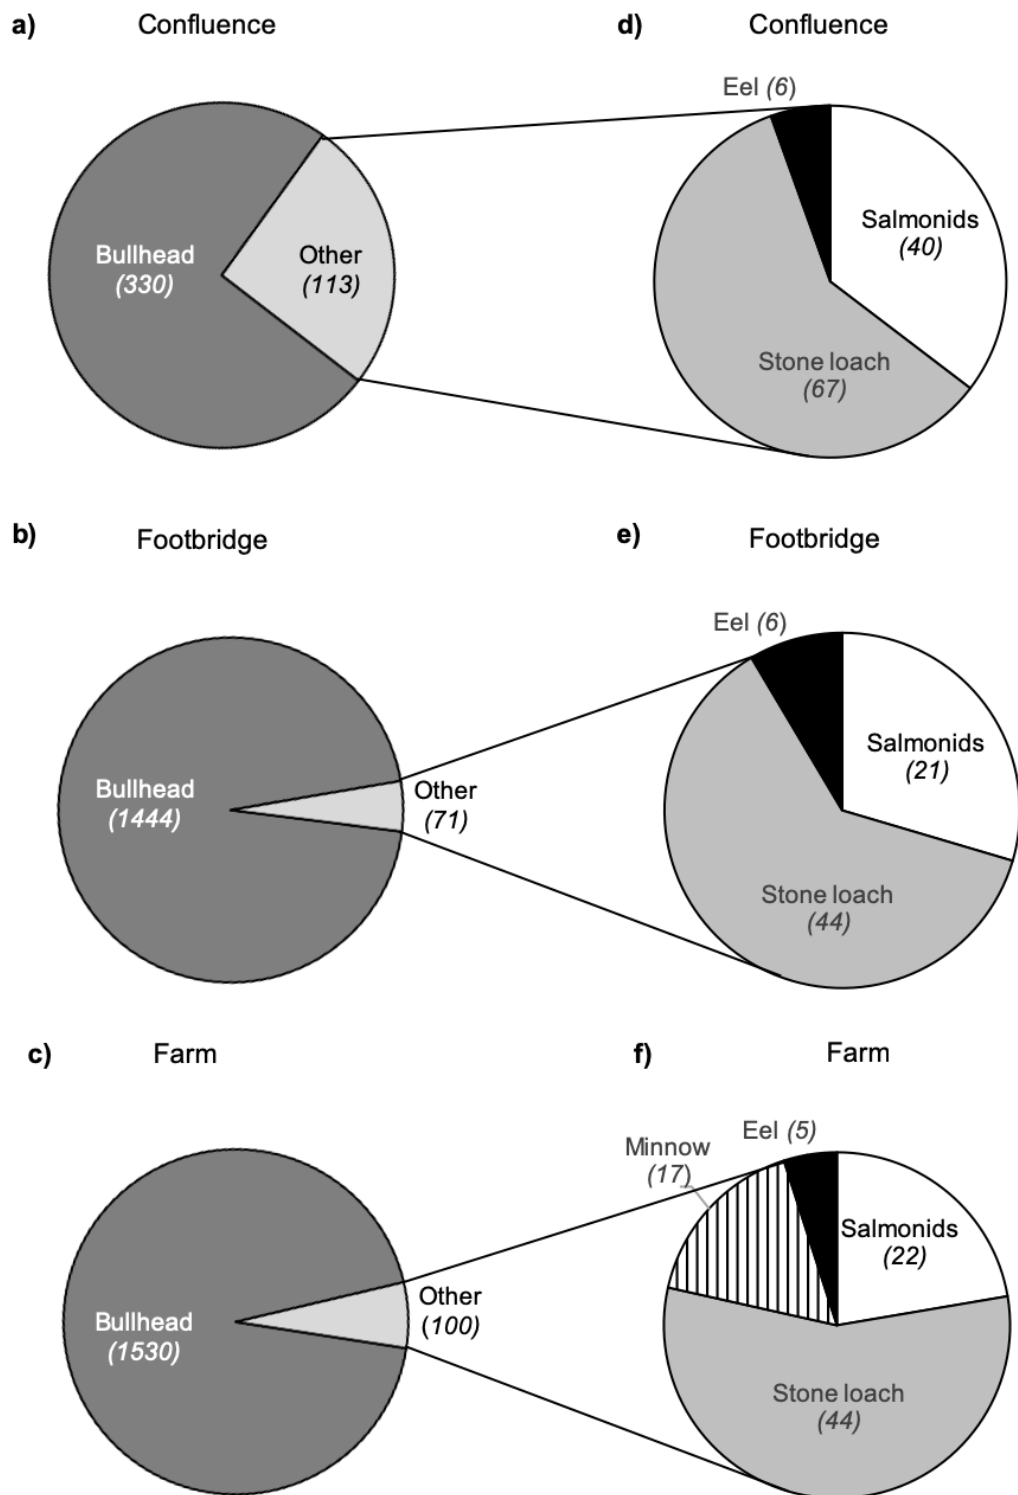 a) Confluence
d) Confluence
Eel (6)
Bullhead
(330)
Other
(113)
Salmonids
(40)
Stone loach
(67)
b) Footbridge
e) Footbridge
Eel (6)
Bullhead
(1444)
Other
(71)
Salmonids
(21)
Stone loach
(44)
c) Farm
f) Farm
Minnow
(17)
Eel (5)
Bullhead
(1530)
Other
(100)
Salmonids
(22)
Stone loach
(44)